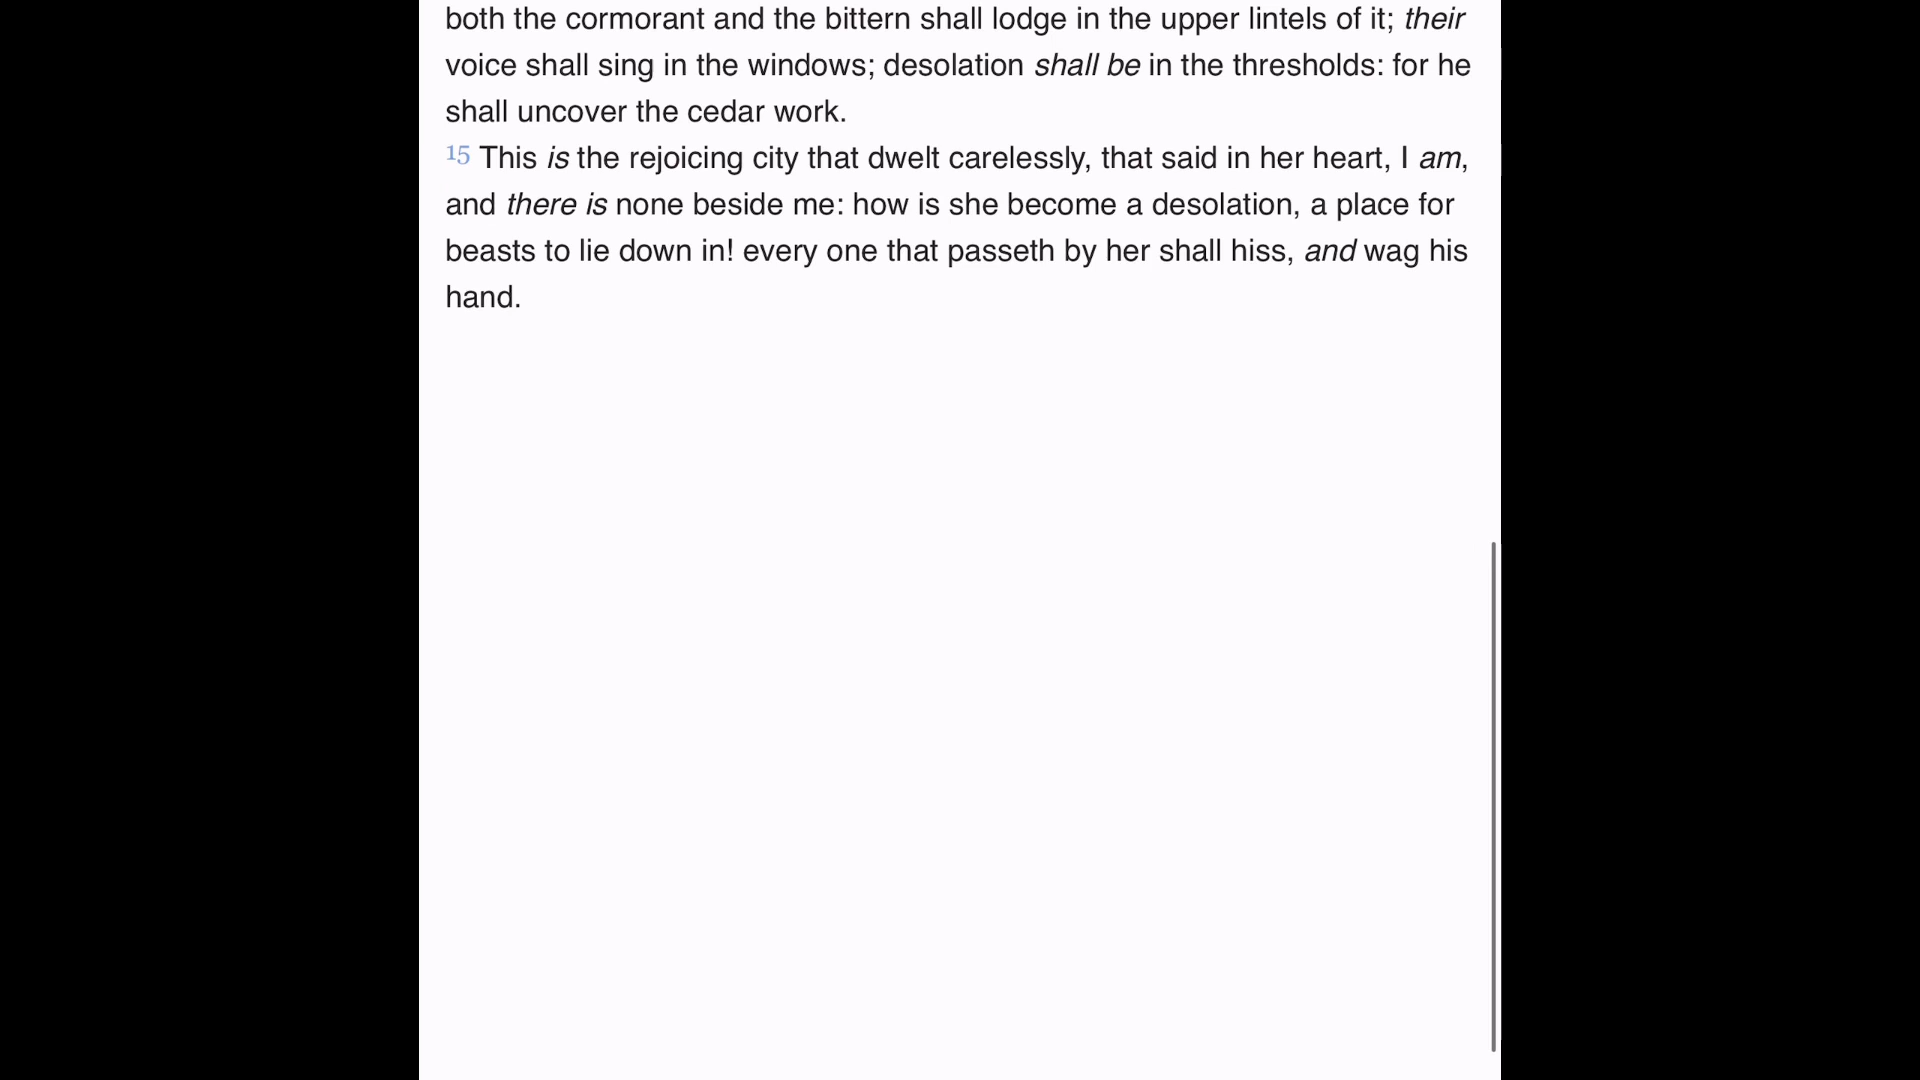 both the cormorant and the bittern shall lodge in the upper lintels of it; their
voice shall sing in the windows; desolation shall be in the thresholds: for he
shall uncover the cedar work.
15 This is the rejoicing city that dwelt carelessly, that said in her heart, I am,
and there is none beside me: how is she become a desolation, a place for
beasts to lie down in! every one that passeth by her shall hiss, and wag his
hand.